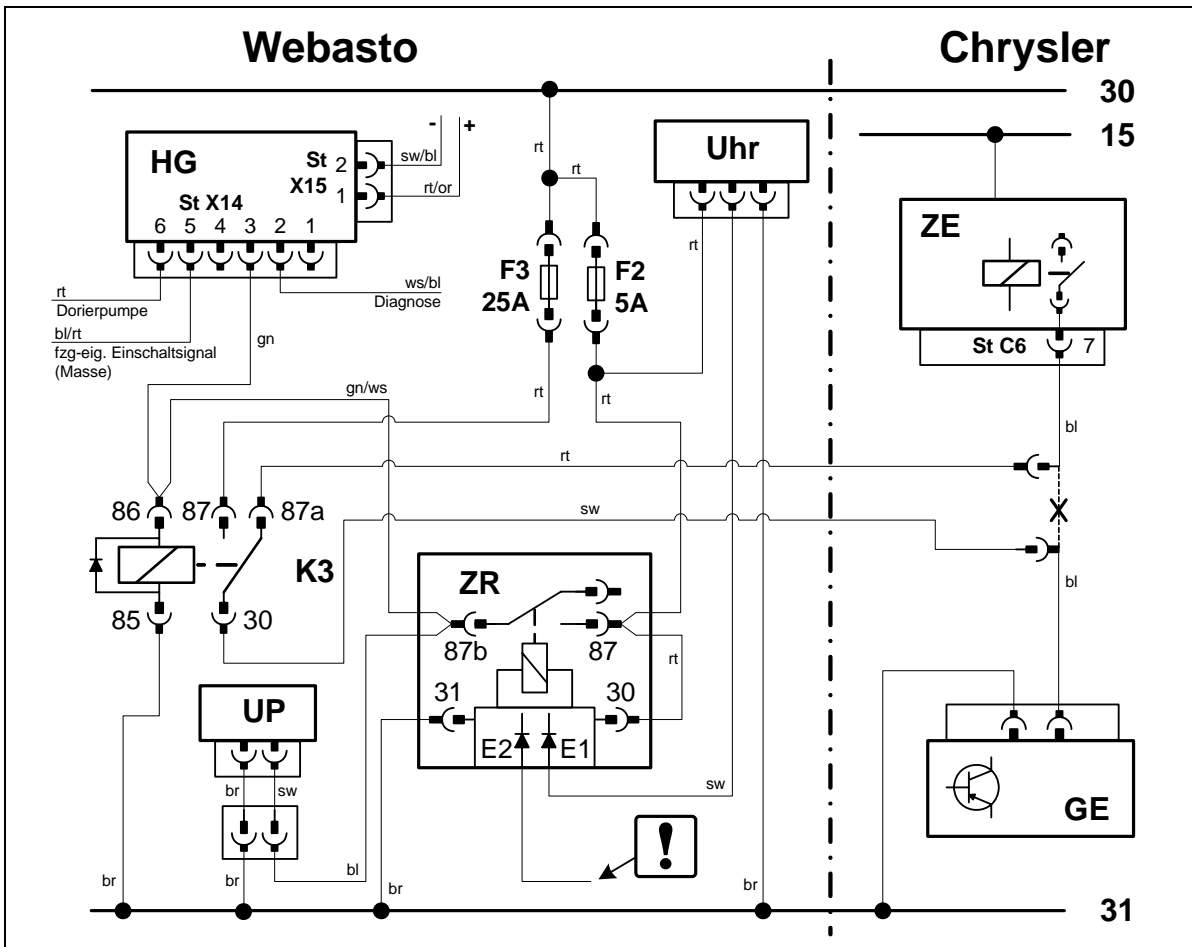 Webasto
Chrysler
30
15
- +
HG
St 2
X15
1
sw/bl
rt/or
St X14
6 5 4 3 2 1
rt
Dorierpumpe
bl/rt
fzg-eig. Einschaltsignal
(Masse)
ws/bl
Diagnose
gn
gn/ws
rt
rt
F3
25A
F2
5A
rt
rt
Uhr
rt
ZE
St C6 7
bl
rt
86 87 87a
sw
K3
85 30
bl
ZR
87b 87
rt
31 30
E2 E1
UP
br sw
sw
GE
!
br
br
bl
br
br
31